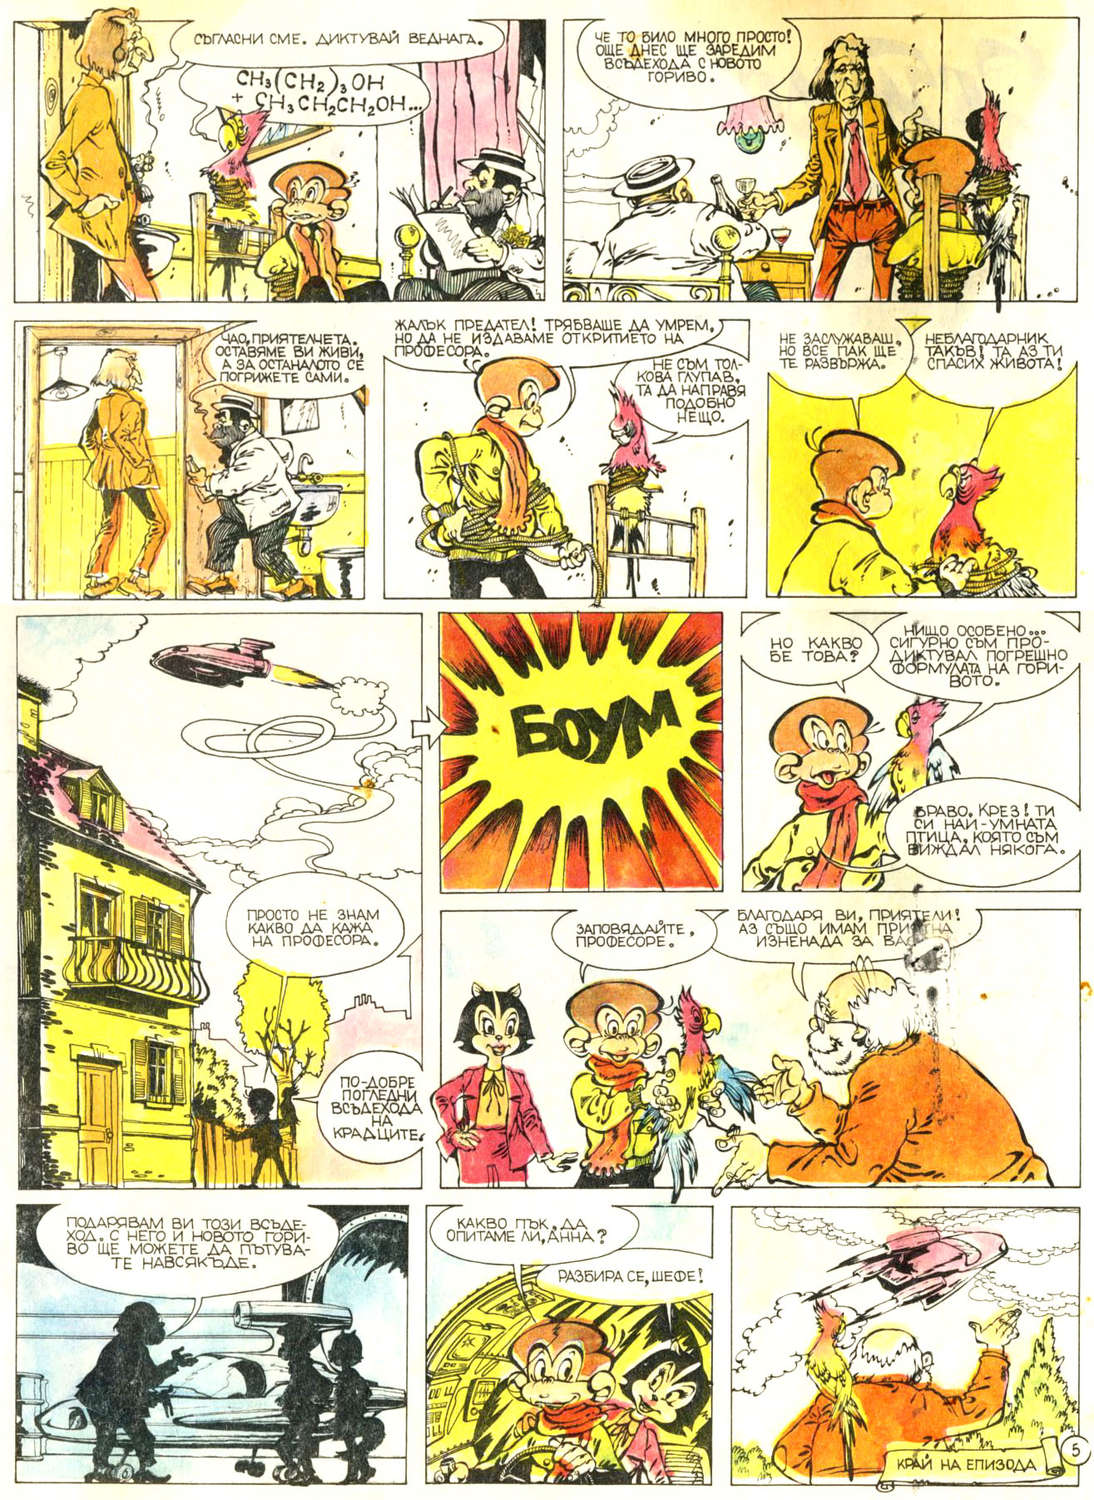 СЪГЛАСНИ СМЕ. ДИКТУВАЙ ВЕДНАГА.
CH₃(CH₂)₃OH
+ CH₃CH₂CH₂OH...
ЧЕ ТО БИЛО МНОГО ПРОСТО!
ОЩЕ ДНЕС ЩЕ ЗАРЕДИМ
ВСЪДЕХОДА С НОВОТО
ГОРИВО.
ЧАО, ПРИЯТЕЛЧЕТА.
ОСТАВЯМЕ ВИ ЖИВИ,
А ЗА ОСТАНАЛОТО СЕ
ПОГРИЖЕТЕ САМИ.
ЖАЛЪК ПРЕДАТЕЛ! ТРЯБВАШЕ ДА УМРЕМ,
НО ДА НЕ ИЗДАВАМЕ ОТКРИТИЕТО НА
ПРОФЕСОРА.
НЕ СЪМ ТОЛ-
КОВА ГЛУПАВ,
ТА ДА НАПРАВЯ
ПОДОБНО
НЕЩО.
НЕ ЗАСЛУЖАВАШ,
НО ВСЕ ПАК ЩЕ
ТЕ РАЗВЪРЖА.
НЕБЛАГОДАРНИК
ТАКЪВ! ТА АЗ ТИ
СПАСИХ ЖИВОТА!
БОУМ
НО КАКВО
БЕ ТОВА?
НИЩО ОСОБЕНО...
СИГУРНО СЪМ ПРО-
ДИКТУВАЛ ПОГРЕШНО
ФОРМУЛАТА НА ГОРИ-
ВОТО.
БРАВО, КРЕЗ! ТИ
СИ НАЙ-УМНАТА
ПТИЦА, КОЯТО СЪМ
ВИЖДАЛ НЯКОГА.
ПРОСТО НЕ ЗНАМ
КАКВО ДА КАЖА
НА ПРОФЕСОРА.
ПО-ДОБРЕ
ПОГЛЕДНИ
ВСЪДЕХОДА
НА
КРАДЦИТЕ.
ЗАПОВЯДАЙТЕ,
ПРОФЕСОРЕ.
БЛАГОДАРЯ ВИ, ПРИЯТЕЛИ!
АЗ СЪЩО ИМАМ ПРИЯТНА
ИЗНЕНАДА ЗА
ПОДАРЯВАМ ВИ ТОЗИ ВСЪДЕ-
ХОД. С НЕГО И НОВОТО ГОРИ-
ВО ЩЕ МОЖЕТЕ ДА ПЪТУВА-
ТЕ НАВСЯКЪДЕ.
КАКВО ПЪК. ДА
ОПИТАМЕ ЛИ, АННА?
РАЗБИРА СЕ, ШЕФЕ!
КРАЙ НА ЕПИЗОДА
5